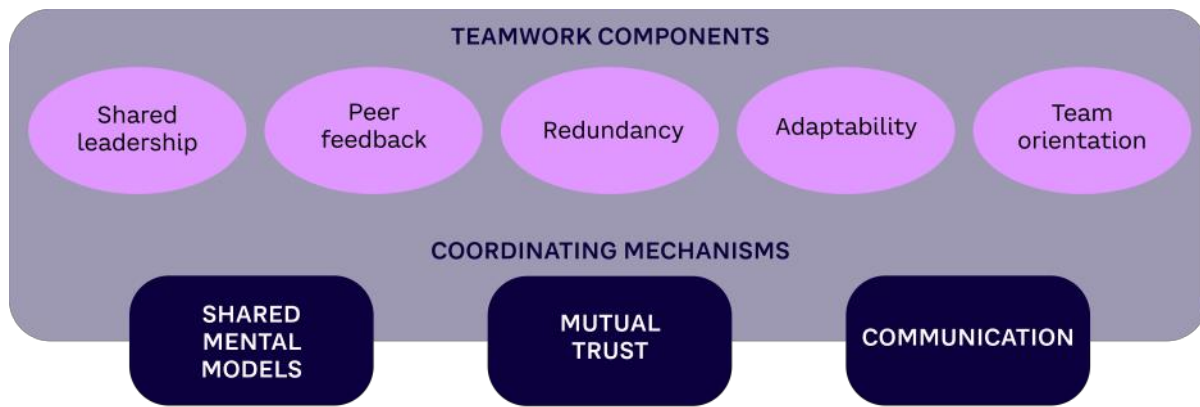 TEAMWORK COMPONENTS
Shared
leadership
Peer
feedback
Redundancy
Adaptability
Team
orientation
COORDINATING MECHANISMS
SHARED
MENTAL
MODELS
MUTUAL
TRUST
COMMUNICATION